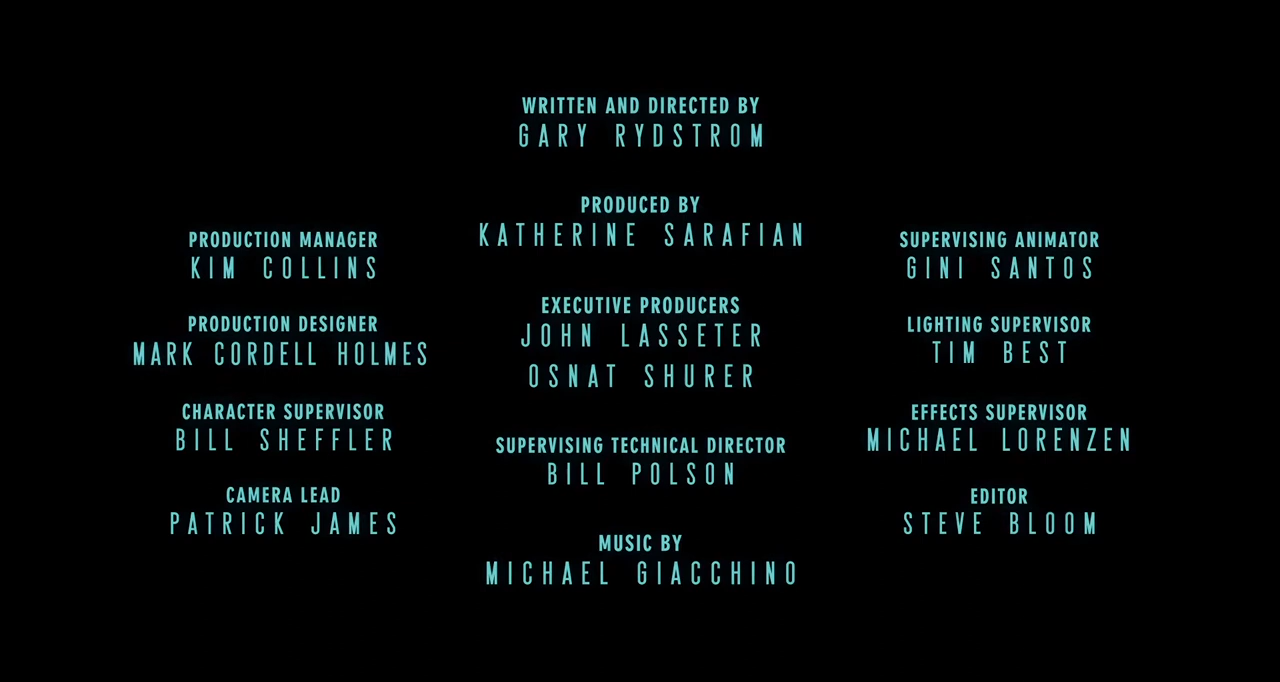 WRITTEN AND DIRECTED BY
GARY RYDSTROM
PRODUCED BY
KATHERINE SARAFIAN
EXECUTIVE PRODUCERS
JOHN LASSETER
OSNAT SHURER
SUPERVISING TECHNICAL DIRECTOR
BILL POLSON
MUSIC BY
MICHAEL GIACCHINO
PRODUCTION MANAGER
KIM COLLINS
PRODUCTION DESIGNER
MARK CORDELL HOLMES
CHARACTER SUPERVISOR
BILL SHEFFLER
CAMERA LEAD
PATRICK JAMES
SUPERVISING ANIMATOR
GINI SANTOS
LIGHTING SUPERVISOR
TIM BEST
EFFECTS SUPERVISOR
MICHAEL LORENZEN
EDITOR
STEVE BLOOM